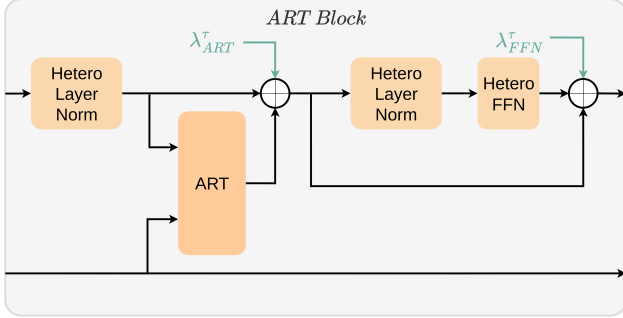 ART Block
λ^τ_ART
λ^τ_FFN
Hetero
Layer
Norm
Hetero
Layer
Norm
Hetero
FFN
ART